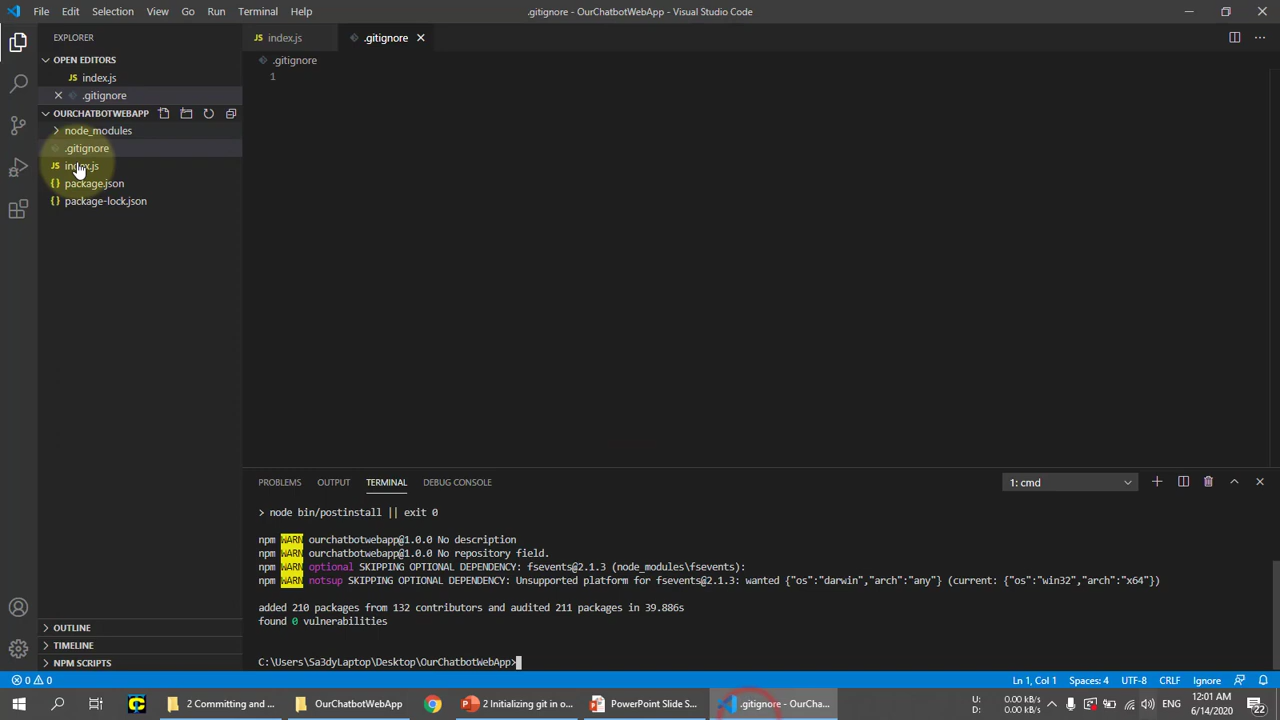 File Edit Selection View Go Run Terminal Help
.gitignore - OurChatbotWebApp - Visual Studio Code
EXPLORER
OPEN EDITORS
JS index.js
.gitignore
OURCHATBOTWEBAPP
node_modules
.gitignore
JS index.js
{} package.json
{} package-lock.json
OUTLINE
TIMELINE
NPM SCRIPTS
JS index.js
.gitignore
.gitignore
1
PROBLEMS OUTPUT TERMINAL DEBUG CONSOLE
1: cmd
> node bin/postinstall || exit 0
npm WARN ourchatbotwebapp@1.0.0 No description
npm WARN ourchatbotwebapp@1.0.0 No repository field.
npm WARN optional SKIPPING OPTIONAL DEPENDENCY: fsevents@2.1.3 (node_modules\fsevents):
npm WARN notsup SKIPPING OPTIONAL DEPENDENCY: Unsupported platform for fsevents@2.1.3: wanted {"os":"darwin","arch":"any"} (current: {"os":"win32","arch":"x64"})
added 210 packages from 132 contributors and audited 211 packages in 39.886s
found 0 vulnerabilities
C:\Users\Sa3dyLaptop\Desktop\OurChatbotWebApp>
0 0
Ln 1, Col 1 Spaces: 4 UTF-8 CRLF Ignore
2 Committing and ...
OurChatbotWebApp
2 Initializing git in o...
PowerPoint Slide S...
.gitignore - OurCha...
U: 0.00 kB/s
D: 0.00 kB/s
ENG
12:01 AM
6/14/2020
22